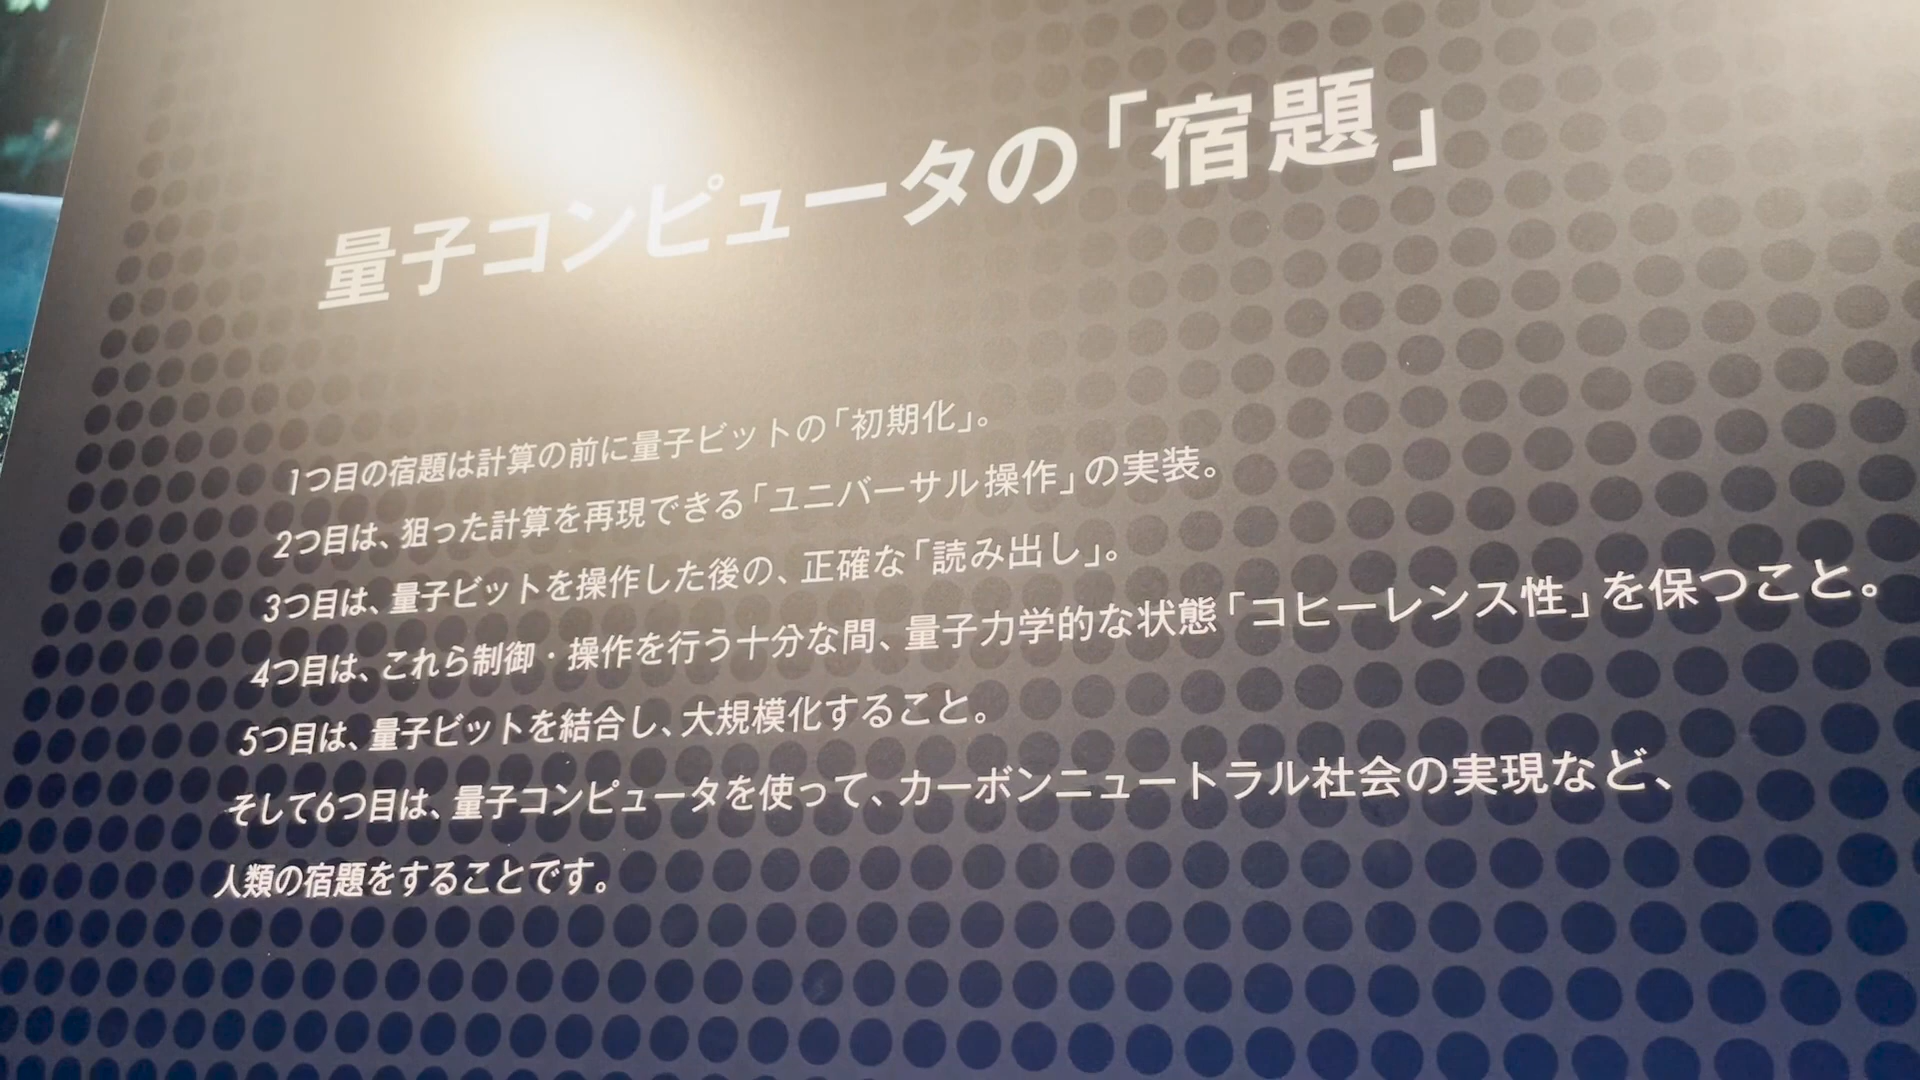 量子コンピュータの「宿題」
1つ目の宿題は計算の前に量子ビットの「初期化」。
2つ目は、狙った計算を再現できる「ユニバーサル操作」の実装。
3つ目は、量子ビットを操作した後の、正確な「読み出し」。
4つ目は、これら制御・操作を行う十分な間、量子力学的な状態「コヒーレンス性」を保つこと。
5つ目は、量子ビットを結合し、大規模化すること。
そして6つ目は、量子コンピュータを使って、カーボンニュートラル社会の実現など、
人類の宿題をすることです。